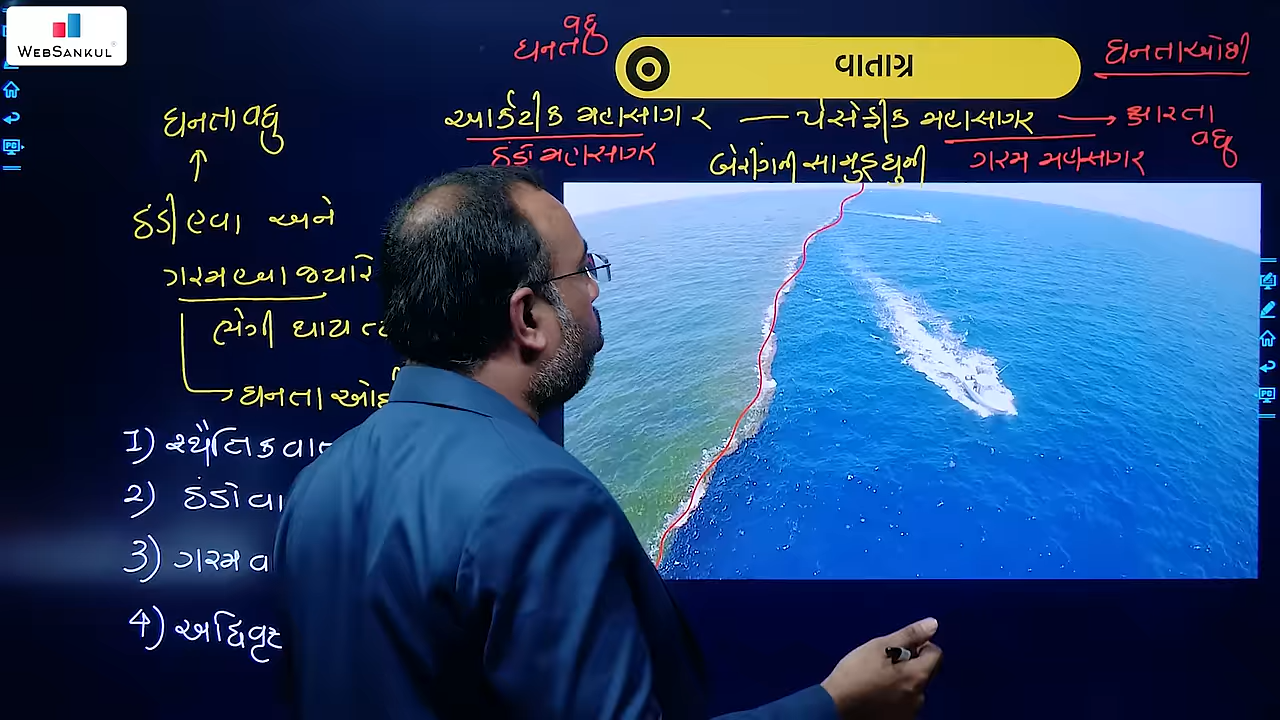 WEBSANKUL
વાતાગ્ર
ઘનતા વધુ
ઘનતા ઓછી
આર્કટીક મહાસાગર — પેસેફીક મહાસાગર → ક્ષારતા વધુ
ઠંડો મહાસાગર
ગરમ મહાસાગર
બેરીંગની સામુદ્રધુની
ઘનતા વધુ
↑
ઠંડી હવા અને
ગરમ હવા જ્યારે
ભેગી થાય
→ ઘનતા ઓછી
1)
2) ઠંડો
3) ગરમ
4)